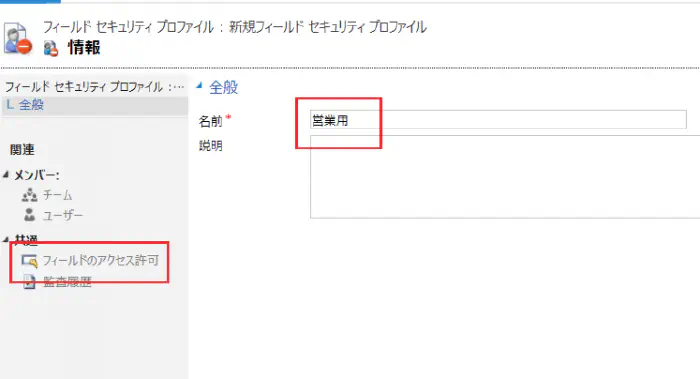 フィールド セキュリティ プロファイル : 新規フィールド セキュリティ プロファイル
情報
フィールド セキュリティ プロファイル :…
全般
関連
メンバー:
チーム
ユーザー
共通
フィールドのアクセス許可
監査履歴
全般
名前*
営業用
説明